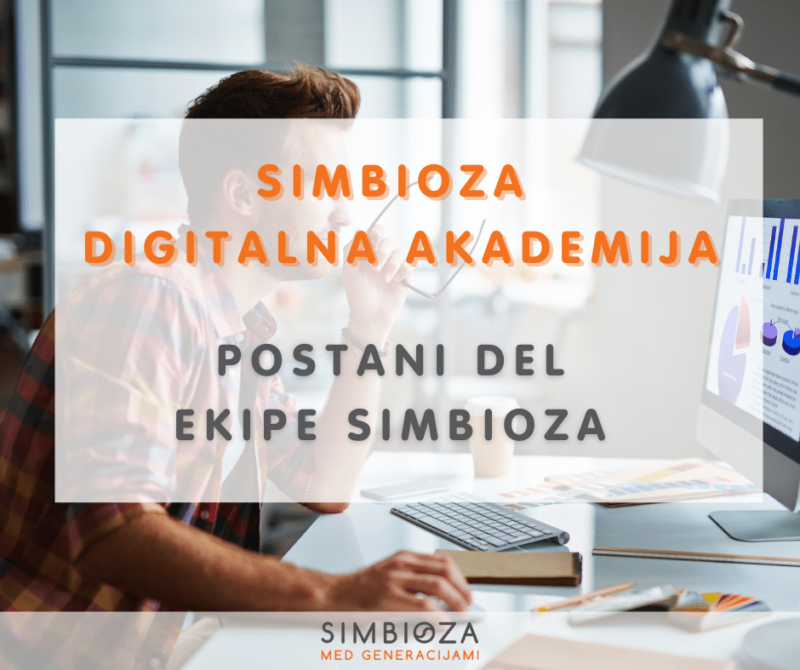 SIMBIOZA
DIGITALNA AKADEMIJA
POSTANI DEL
EKIPE SIMBIOZA
SIMBIOZA
MED GENERACIJAMI